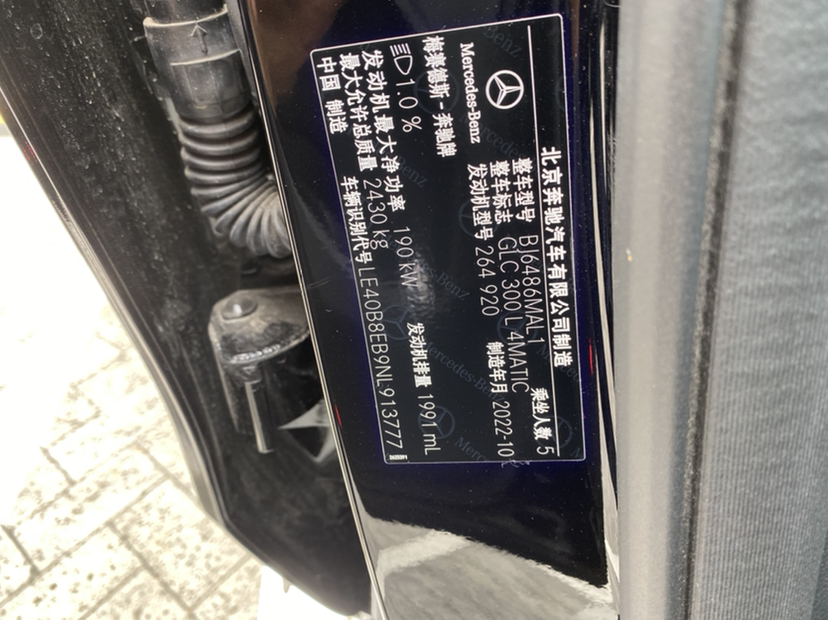 北京奔驰汽车有限公司制造
整车型号 BJ6486MAL1 乘坐人数 5
整车标志 GLC 300 L 4MATIC
发动机型号 264 920 制造年月 2022-10
Mercedes-Benz
梅赛德斯-奔驰牌
1.0 %
发动机最大净功率 190 kW 发动机排量 1991 mL
最大允许总质量 2430 kg
中国 制造 车辆识别代号 LE40B8EB9NL913777